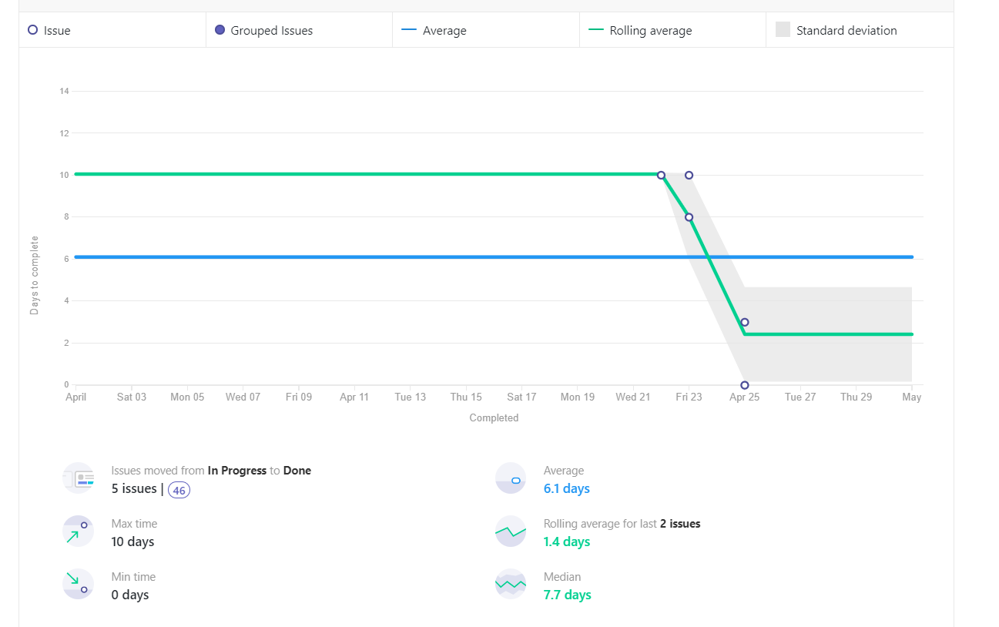 Issue
Grouped Issues
Average
Rolling average
Standard deviation
14
12
10
8
6
4
2
0
Days to complete
April
Sat 03
Mon 05
Wed 07
Fri 09
Apr 11
Tue 13
Thu 15
Sat 17
Mon 19
Wed 21
Fri 23
Apr 25
Tue 27
Thu 29
May
Completed
Issues moved from In Progress to Done
5 issues | 46
Max time
10 days
Min time
0 days
Average
6.1 days
Rolling average for last 2 issues
1.4 days
Median
7.7 days